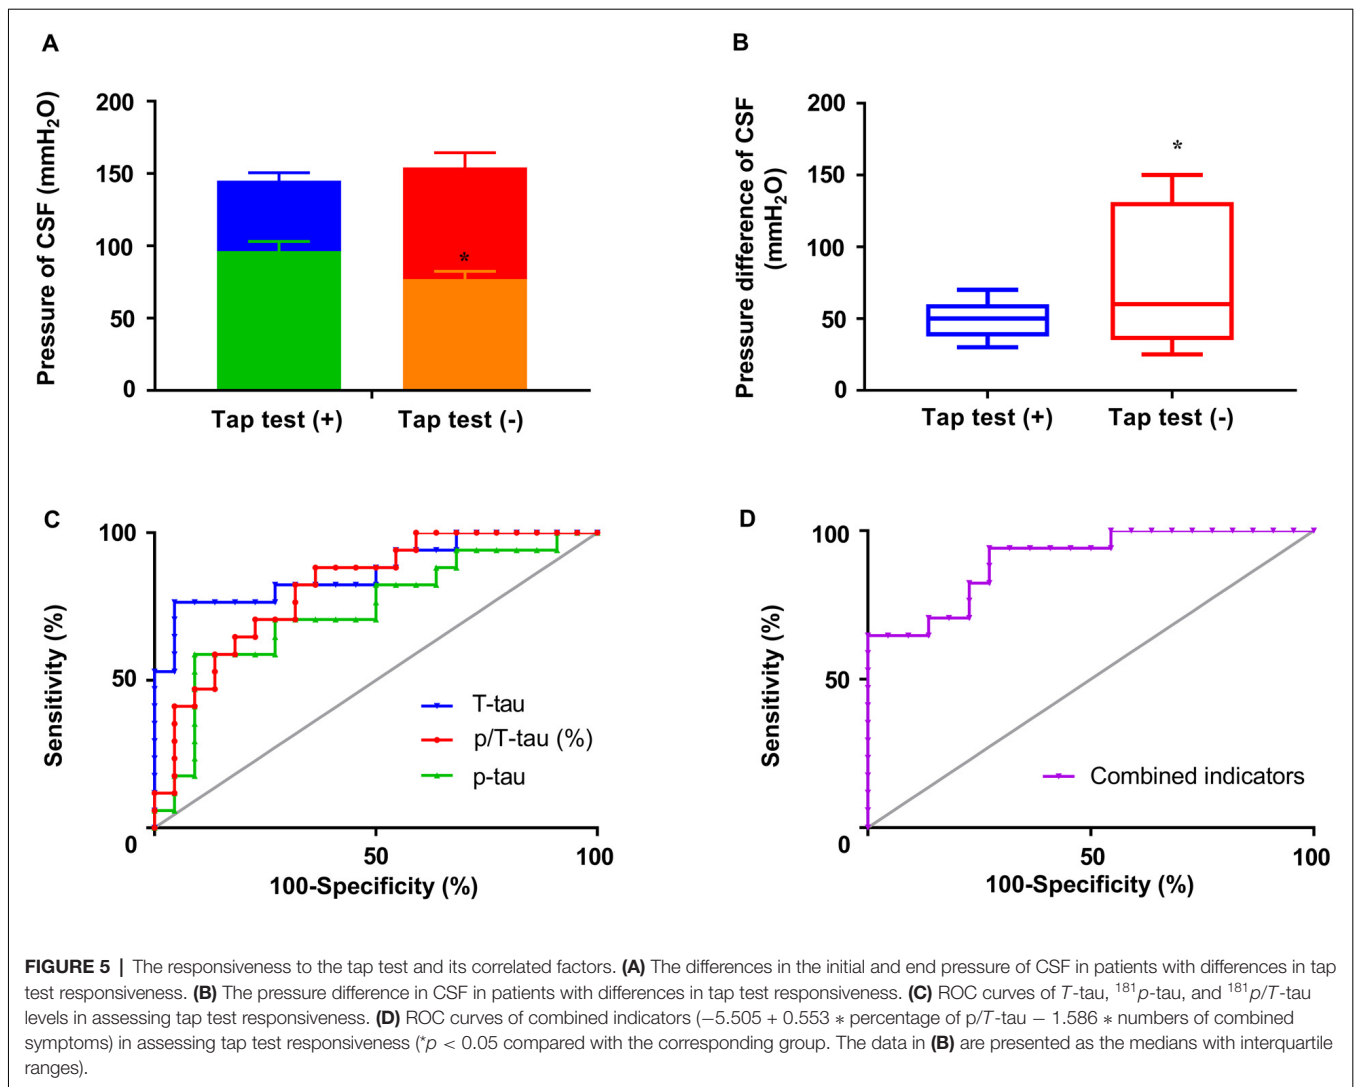 A
Pressure of CSF (mmH₂O)
200
150
100
50
0
*
Tap test (+)
Tap test (-)
B
Pressure difference of CSF
(mmH₂O)
200
150
100
50
0
*
Tap test (+)
Tap test (-)
C
Sensitivity (%)
100
50
0
50
100
100-Specificity (%)
T-tau
p/T-tau (%)
p-tau
D
Sensitivity (%)
100
50
0
50
100
100-Specificity (%)
Combined indicators
FIGURE 5 | The responsiveness to the tap test and its correlated factors. (A) The differences in the initial and end pressure of CSF in patients with differences in tap
test responsiveness. (B) The pressure difference in CSF in patients with differences in tap test responsiveness. (C) ROC curves of T-tau, ¹⁸¹p-tau, and ¹⁸¹p/T-tau
levels in assessing tap test responsiveness. (D) ROC curves of combined indicators (−5.505 + 0.553 ∗ percentage of p/T-tau − 1.586 ∗ numbers of combined
symptoms) in assessing tap test responsiveness (*p < 0.05 compared with the corresponding group. The data in (B) are presented as the medians with interquartile
ranges).